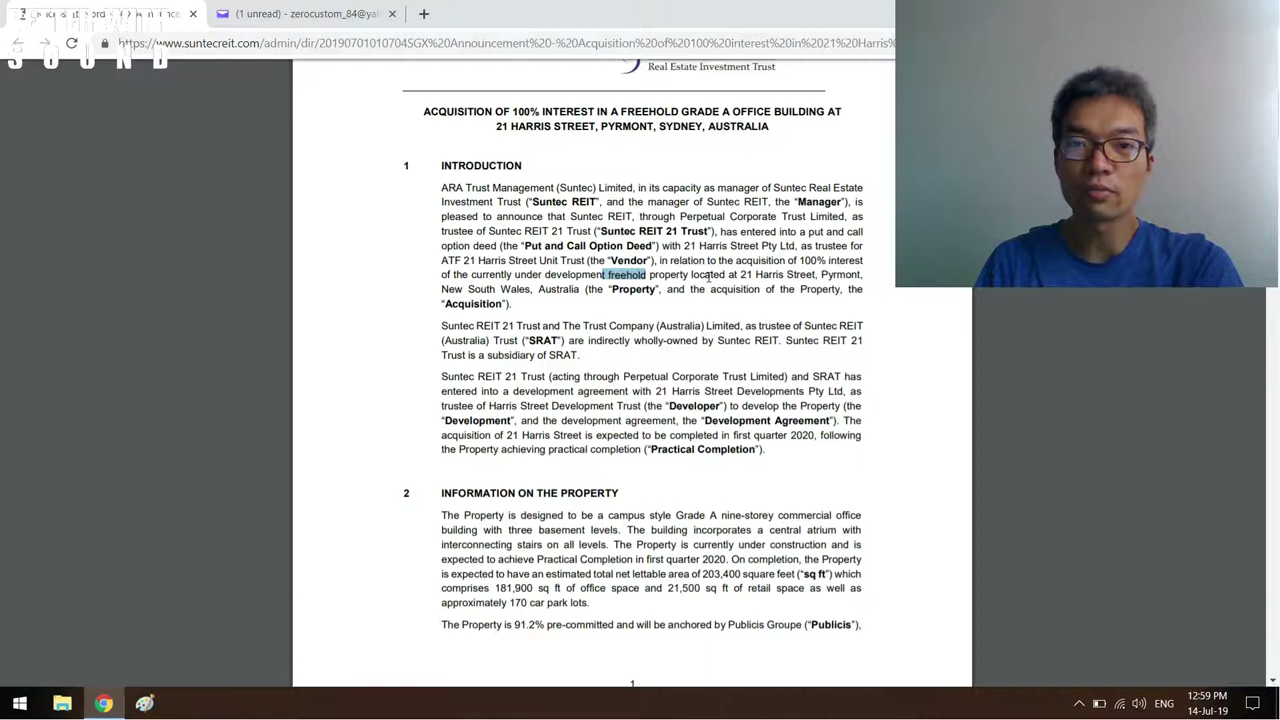 Announce
(1 unread) - zerocustom_84@ya
SOUND
https://www.suntecreit.com/admin/dir/20190701010704SGX%20Announcement%20-%20Acquisition%20of%20100%20interest%20in%2021%20Harris%
Real Estate Investment Trust
ACQUISITION OF 100% INTEREST IN A FREEHOLD GRADE A OFFICE BUILDING AT
21 HARRIS STREET, PYRMONT, SYDNEY, AUSTRALIA
1 INTRODUCTION
ARA Trust Management (Suntec) Limited, in its capacity as manager of Suntec Real Estate
Investment Trust (“Suntec REIT”, and the manager of Suntec REIT, the “Manager”), is
pleased to announce that Suntec REIT, through Perpetual Corporate Trust Limited, as
trustee of Suntec REIT 21 Trust (“Suntec REIT 21 Trust”), has entered into a put and call
option deed (the “Put and Call Option Deed”) with 21 Harris Street Pty Ltd, as trustee for
ATF 21 Harris Street Unit Trust (the “Vendor”), in relation to the acquisition of 100% interest
of the currently under development freehold property located at 21 Harris Street, Pyrmont,
New South Wales, Australia (the “Property”, and the acquisition of the Property, the
“Acquisition”).
Suntec REIT 21 Trust and The Trust Company (Australia) Limited, as trustee of Suntec REIT
(Australia) Trust (“SRAT”) are indirectly wholly-owned by Suntec REIT. Suntec REIT 21
Trust is a subsidiary of SRAT.
Suntec REIT 21 Trust (acting through Perpetual Corporate Trust Limited) and SRAT has
entered into a development agreement with 21 Harris Street Developments Pty Ltd, as
trustee of Harris Street Development Trust (the “Developer”) to develop the Property (the
“Development”, and the development agreement, the “Development Agreement”). The
acquisition of 21 Harris Street is expected to be completed in first quarter 2020, following
the Property achieving practical completion (“Practical Completion”).
2 INFORMATION ON THE PROPERTY
The Property is designed to be a campus style Grade A nine-storey commercial office
building with three basement levels. The building incorporates a central atrium with
interconnecting stairs on all levels. The Property is currently under construction and is
expected to achieve Practical Completion in first quarter 2020. On completion, the Property
is expected to have an estimated total net lettable area of 203,400 square feet (“sq ft”) which
comprises 181,900 sq ft of office space and 21,500 sq ft of retail space as well as
approximately 170 car park lots.
The Property is 91.2% pre-committed and will be anchored by Publicis Groupe (“Publicis”),
1
ENG
12:59 PM
14-Jul-19